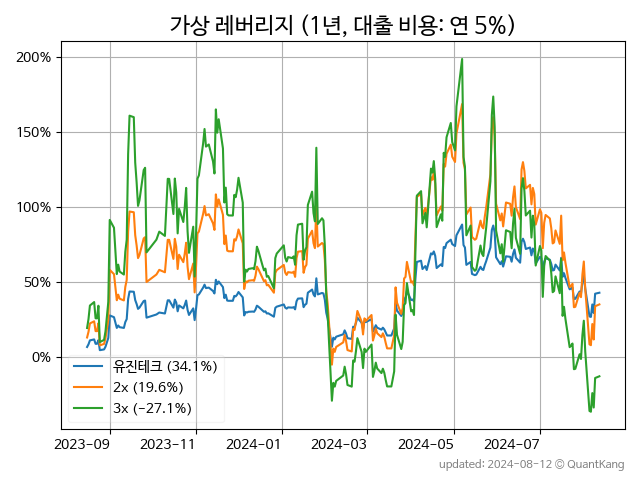 가상 레버리지 (1년, 대출 비용: 연 5%)
200%
150%
100%
50%
0%
유진테크 (34.1%)
2x (19.6%)
3x (-27.1%)
2023-09 2023-11 2024-01 2024-03 2024-05 2024-07
updated: 2024-08-12 © QuantKang